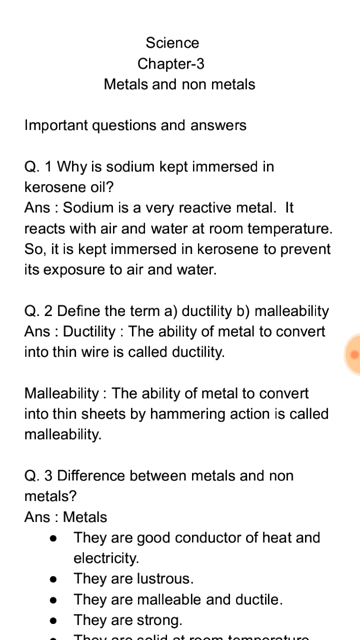 Science
Chapter-3
Metals and non metals
Important questions and answers
Q. 1 Why is sodium kept immersed in
kerosene oil?
Ans : Sodium is a very reactive metal.  It
reacts with air and water at room temperature.
So, it is kept immersed in kerosene to prevent
its exposure to air and water.
Q. 2 Define the term a) ductility b) malleability
Ans : Ductility : The ability of metal to convert
into thin wire is called ductility.
Malleability : The ability of metal to convert
into thin sheets by hammering action is called
malleability.
Q. 3 Difference between metals and non
metals?
Ans : Metals
● They are good conductor of heat and
electricity.
● They are lustrous.
● They are malleable and ductile.
● They are strong.
● They are solid at room temperature